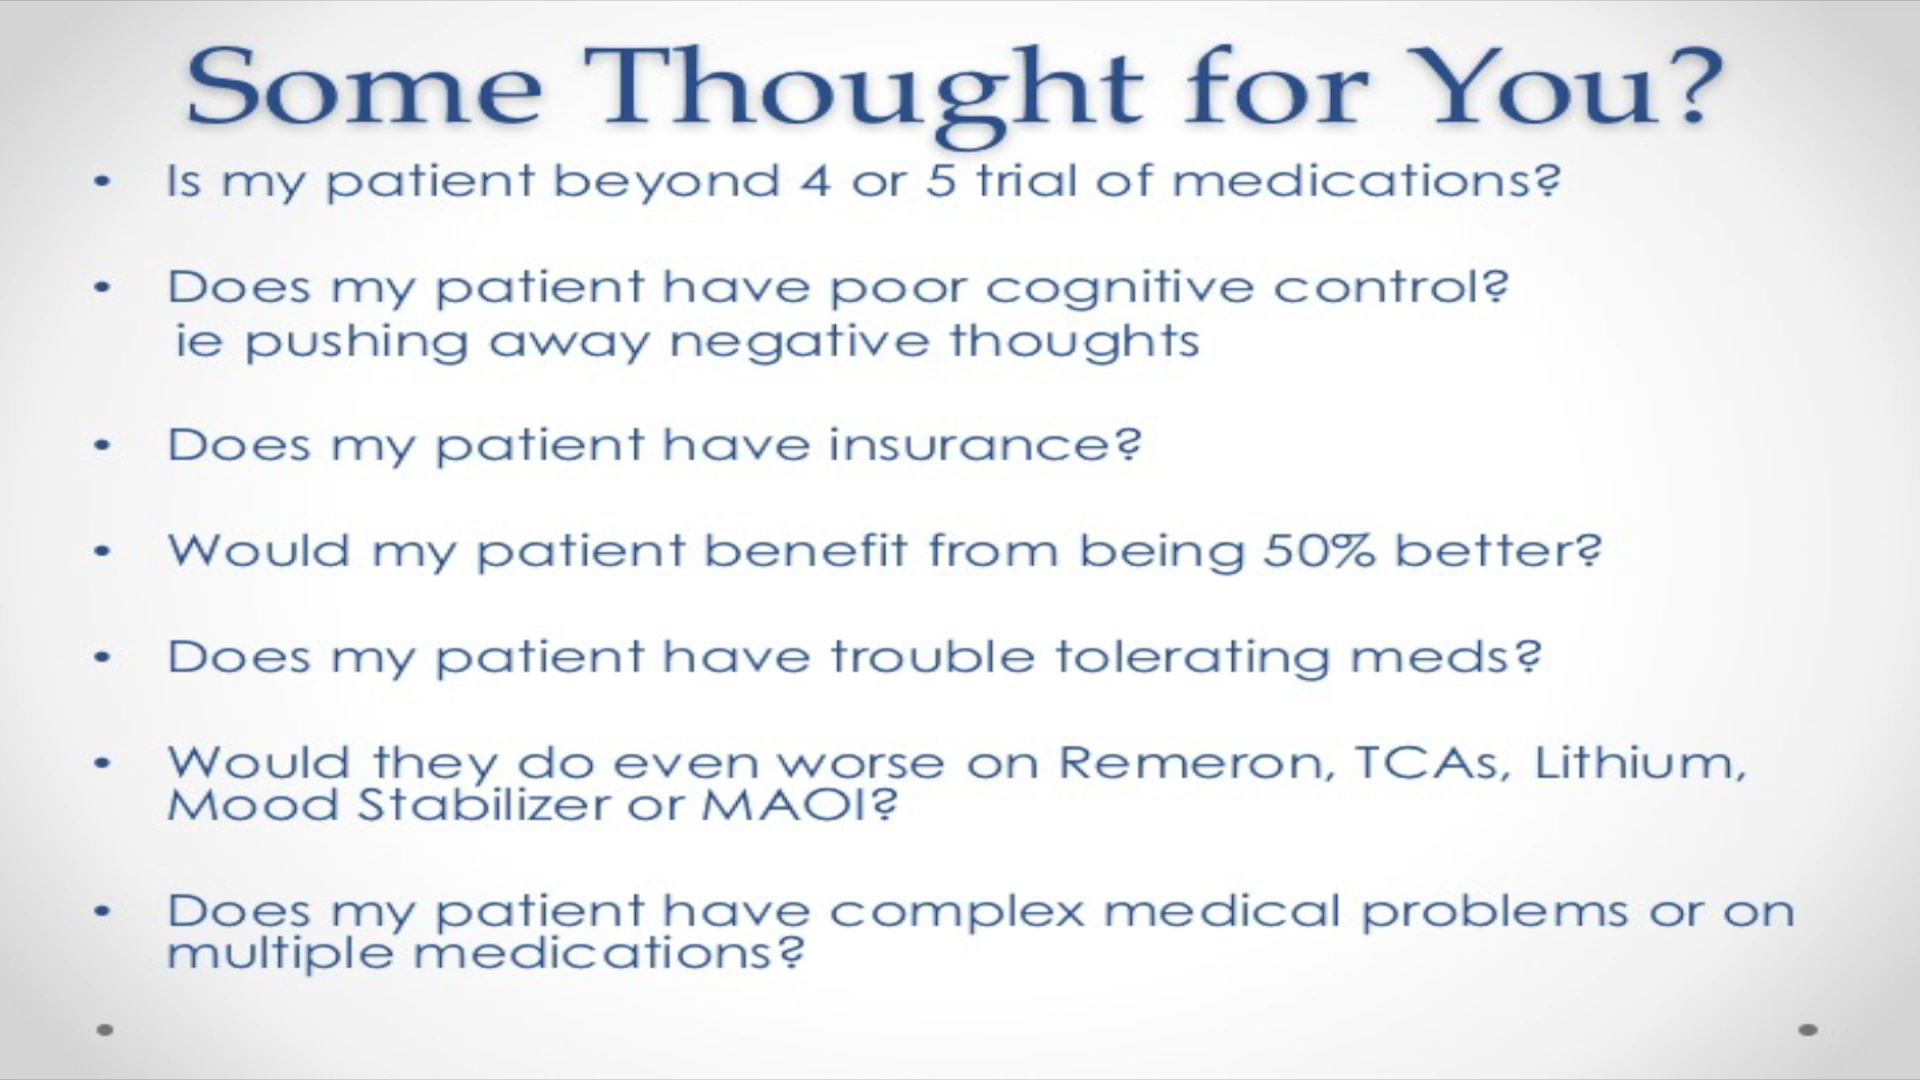 Some Thought for You?
• Is my patient beyond 4 or 5 trial of medications?
• Does my patient have poor cognitive control?
ie pushing away negative thoughts
• Does my patient have insurance?
• Would my patient benefit from being 50% better?
• Does my patient have trouble tolerating meds?
• Would they do even worse on Remeron, TCAs, Lithium,
Mood Stabilizer or MAOI?
• Does my patient have complex medical problems or on
multiple medications?